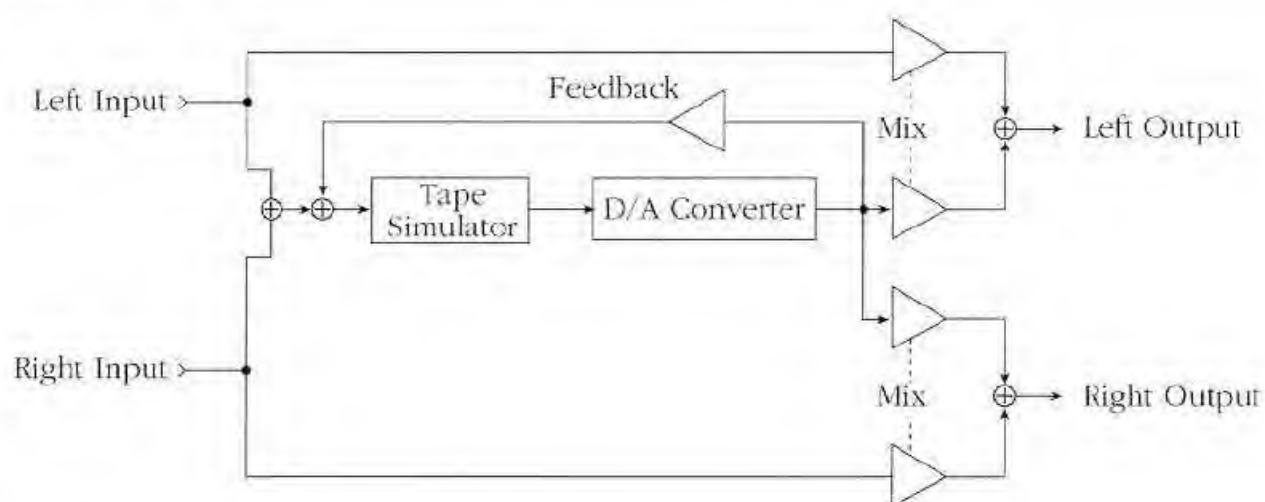 Left Input
Feedback
Mix
Left Output
Tape
Simulator
D/A Converter
Right Input
Mix
Right Output